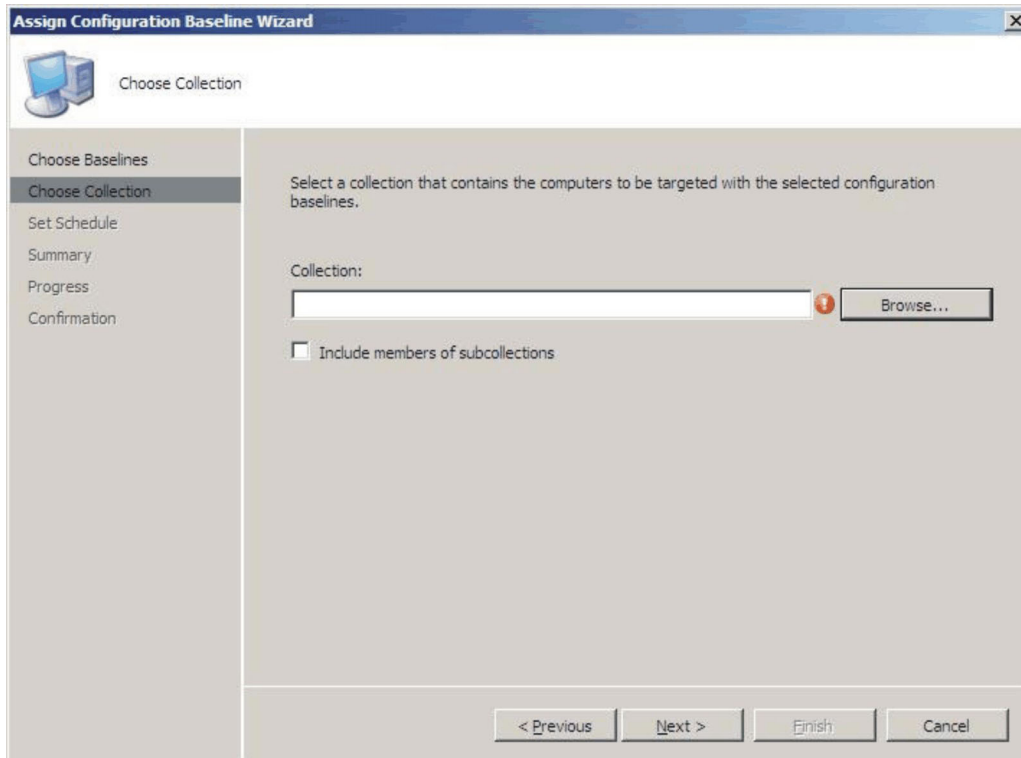 Assign Configuration Baseline Wizard
Choose Collection
Choose Baselines
Choose Collection
Set Schedule
Summary
Progress
Confirmation
Select a collection that contains the computers to be targeted with the selected configuration
baselines.
Collection:
Browse...
Include members of subcollections
< Previous
Next >
Finish
Cancel